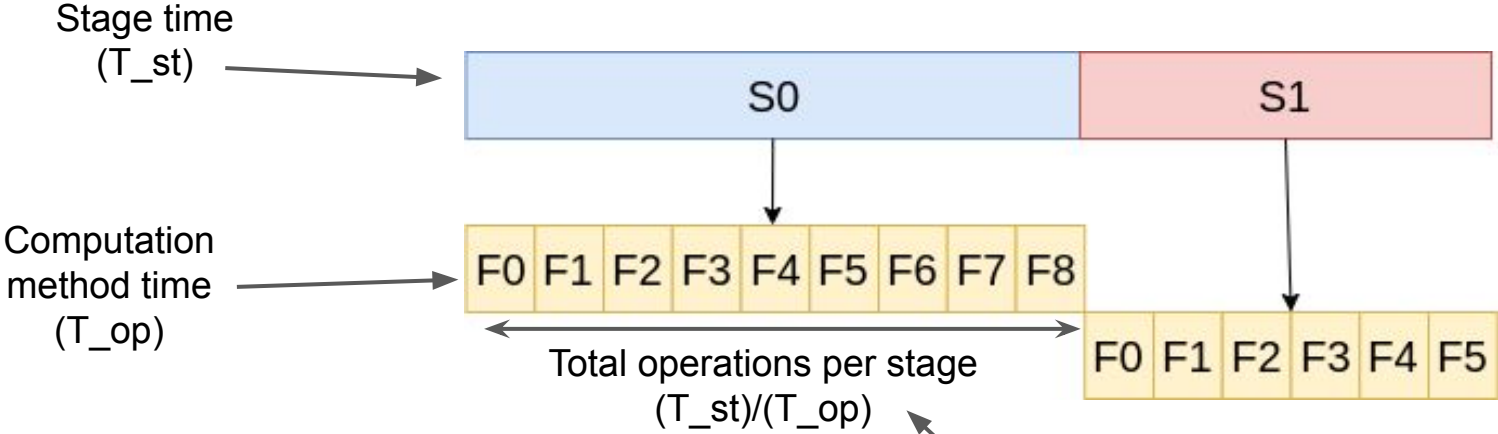 Stage time
(T_st)
S0
S1
Computation
method time
(T_op)
F0 F1 F2 F3 F4 F5 F6 F7 F8
Total operations per stage
(T_st)/(T_op)
F0 F1 F2 F3 F4 F5